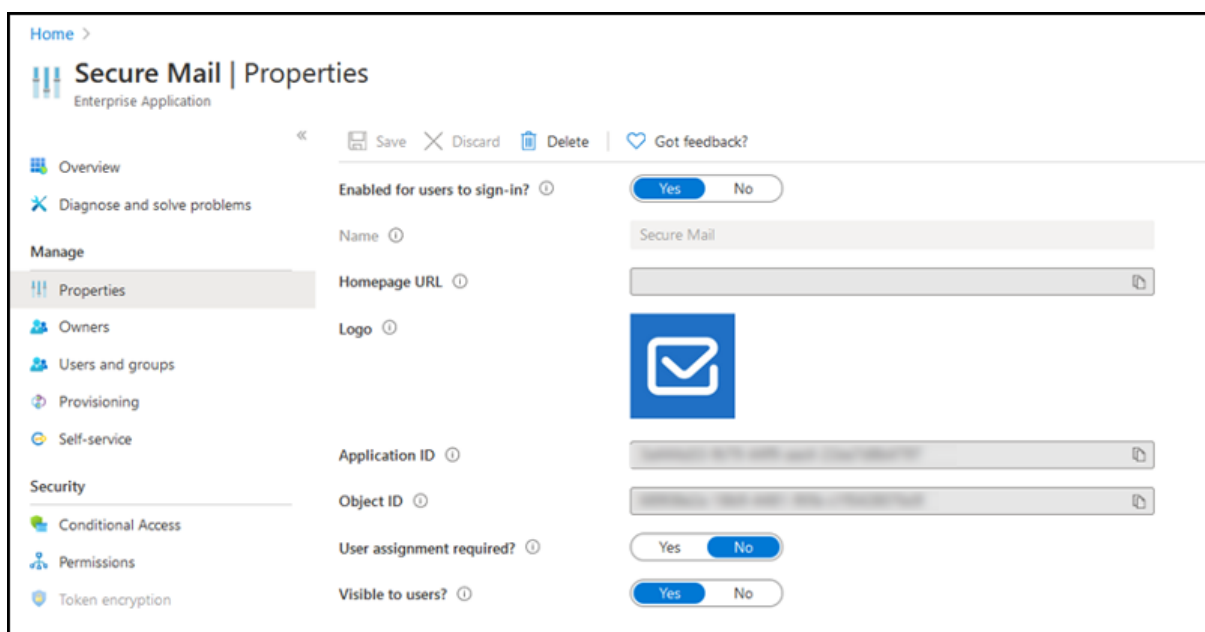 Home >
Secure Mail | Properties
Enterprise Application
«
Save Discard Delete Got feedback?
Overview
Diagnose and solve problems
Manage
Properties
Owners
Users and groups
Provisioning
Self-service
Security
Conditional Access
Permissions
Token encryption
Enabled for users to sign-in? Yes No
Name Secure Mail
Homepage URL
Logo
Application ID
Object ID
User assignment required? Yes No
Visible to users? Yes No